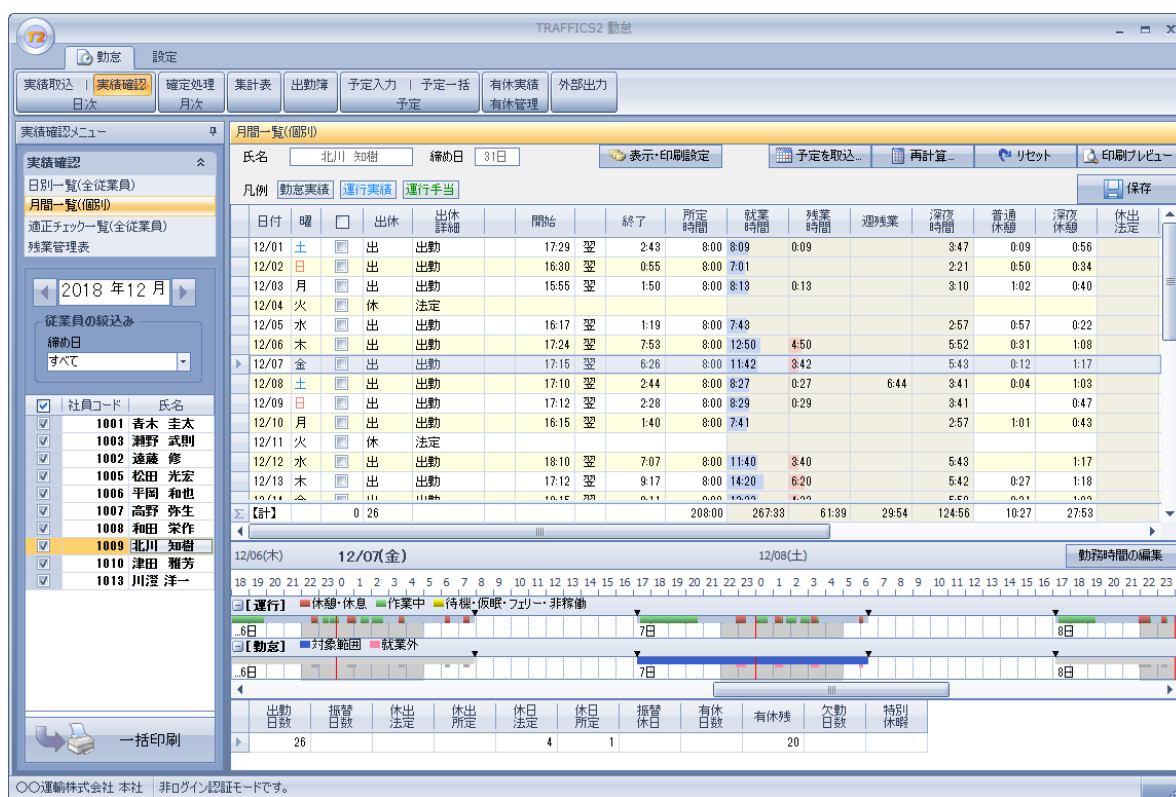 T2
TRAFFICS2 勤怠
勤怠 設定
実績取込 | 実績確認 確定処理 集計表 出勤簿 予定入力 | 予定一括 有休実績 外部出力
日次 月次 予定 有休管理
実績確認メニュー
実績確認
日別一覧(全従業員)
月間一覧(個別)
適正チェック一覧(全従業員)
残業管理表
2018 年12 月
従業員の絞込み
締め日
すべて
社員コード 氏名
1001 青木 圭太
1003 瀬野 武則
1002 遠藤 修
1005 松田 光宏
1006 平岡 和也
1007 高野 弥生
1008 和田 栄作
1009 北川 知樹
1010 津田 雅芳
1013 川澄 洋一
一括印刷
月間一覧(個別)
氏名 北川 知樹 締め日 31日 表示・印刷設定 予定を取込... 再計算... リセット 印刷プレビュー
凡例 勤怠実績 運行実績 運行手当 保存
日付 曜 出休 出休詳細 開始 終了 所定時間 就業時間 残業時間 週残業 深夜時間 普通休憩 深夜休憩 休出法定
12/01 土 出 出勤 17:29 翌 2:43 8:00 8:09 0:09 3:47 0:09 0:56
12/02 日 出 出勤 16:30 翌 0:55 8:00 7:01 2:21 0:50 0:34
12/03 月 出 出勤 15:55 翌 1:50 8:00 8:13 0:13 3:10 1:02 0:40
12/04 火 休 法定
12/05 水 出 出勤 16:17 翌 1:19 8:00 7:43 2:57 0:57 0:22
12/06 木 出 出勤 17:24 翌 7:53 8:00 12:50 4:50 5:52 0:31 1:08
12/07 金 出 出勤 17:15 翌 6:26 8:00 11:42 3:42 5:43 0:12 1:17
12/08 土 出 出勤 17:10 翌 2:44 8:00 8:27 0:27 6:44 3:41 0:04 1:03
12/09 日 出 出勤 17:12 翌 2:28 8:00 8:29 0:29 3:41 0:47
12/10 月 出 出勤 16:15 翌 1:40 8:00 7:41 2:57 1:01 0:43
12/11 火 休 法定
12/12 水 出 出勤 18:10 翌 7:07 8:00 11:40 3:40 5:43 1:17
12/13 木 出 出勤 17:12 翌 9:17 8:00 14:20 6:20 5:42 0:27 1:18
Σ 【計】 0 26 208:00 267:33 61:39 29:54 124:56 10:27 27:53
12/06(木) 12/07(金) 12/08(土) 勤務時間の編集
18 19 20 21 22 23 0 1 2 3 4 5 6 7 8 9 10 11 12 13 14 15 16 17 18 19 20 21 22 23 0 1 2 3 4 5 6 7 8 9 10 11 12 13 14 15 16 17 18 19 20 21 22 23
[運行] 休憩・休息 作業中 待機・仮眠・フェリー・非稼働
...6日 7日 8日
[勤怠] 対象範囲 就業外
...6日 7日 8日
出勤日数 振替日数 休出法定 休出所定 休日法定 休日所定 振替休日 有休日数 有休残 欠勤日数 特別休暇
26 4 1 20
〇〇運輸株式会社 本社 非ログイン認証モードです。